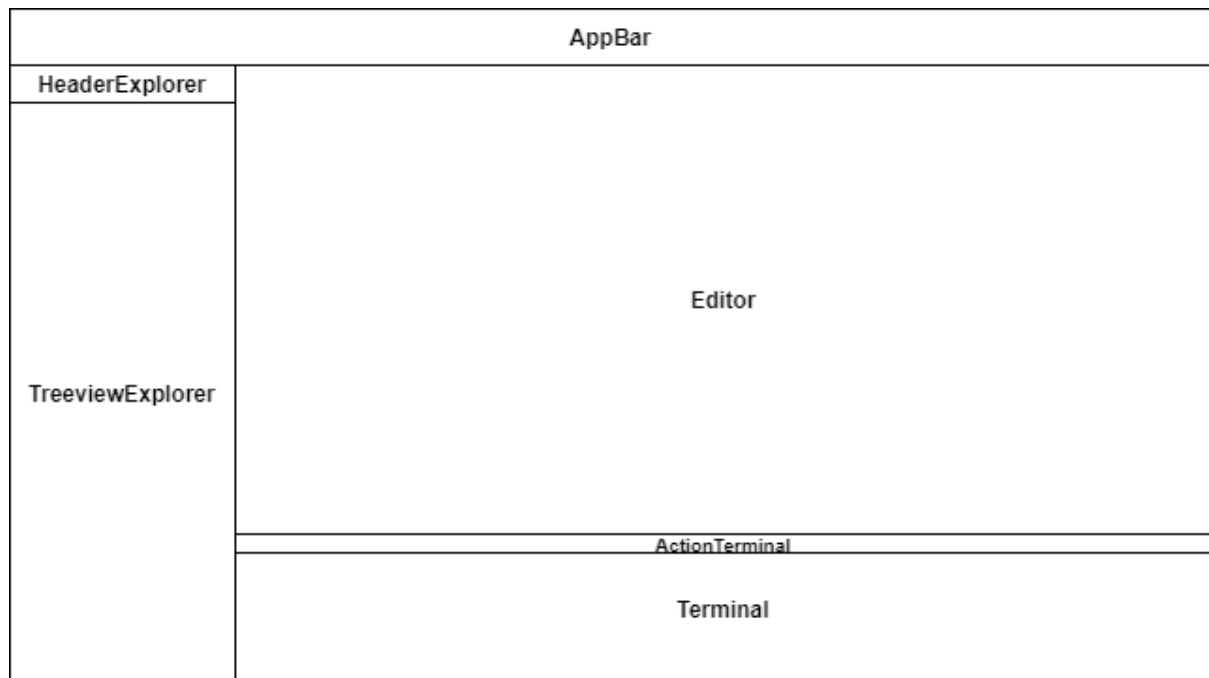 AppBar
HeaderExplorer
Editor
TreeviewExplorer
ActionTerminal
Terminal